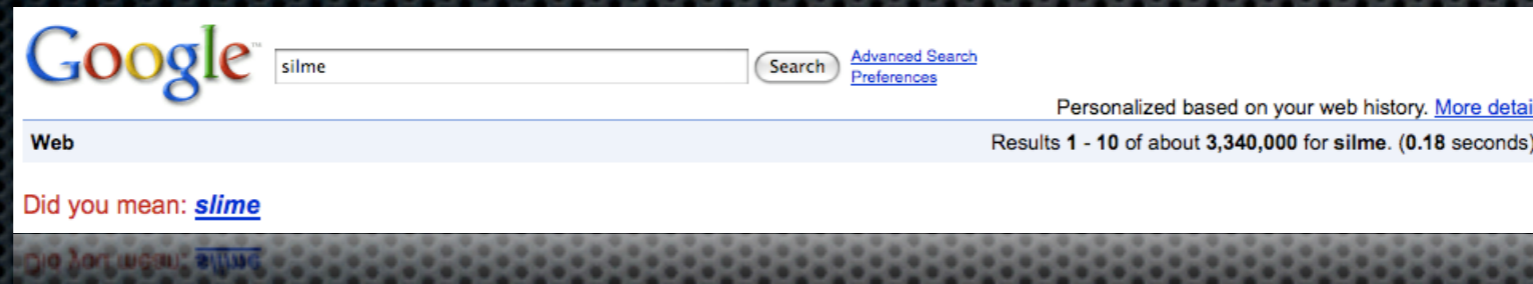 Google™ silme Search Advanced Search
Preferences
Personalized based on your web history. More detai
Web Results 1 - 10 of about 3,340,000 for silme. (0.18 seconds)
Did you mean: slime